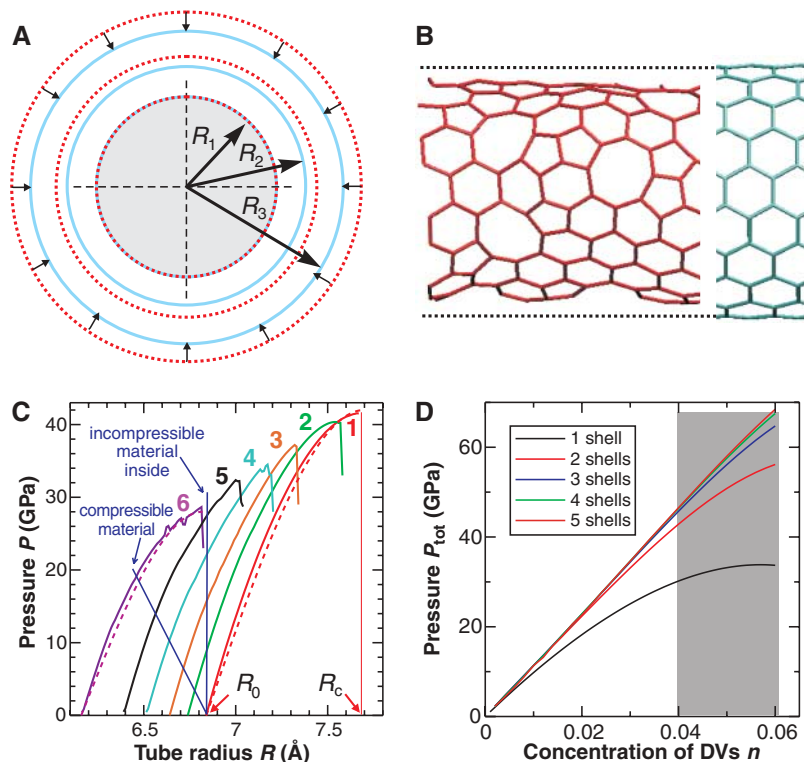 A
R1
R2
R3
B
C
Pressure P (GPa)
40
30
20
10
0
incompressible
material
inside
compressible
material
6
5
4
3
2
1
R0
Rc
6.5
7
7.5
Tube radius R (Å)
D
Pressure Ptot (GPa)
60
40
20
0
1 shell
2 shells
3 shells
4 shells
5 shells
0
0.02
0.04
0.06
Concentration of DVs n